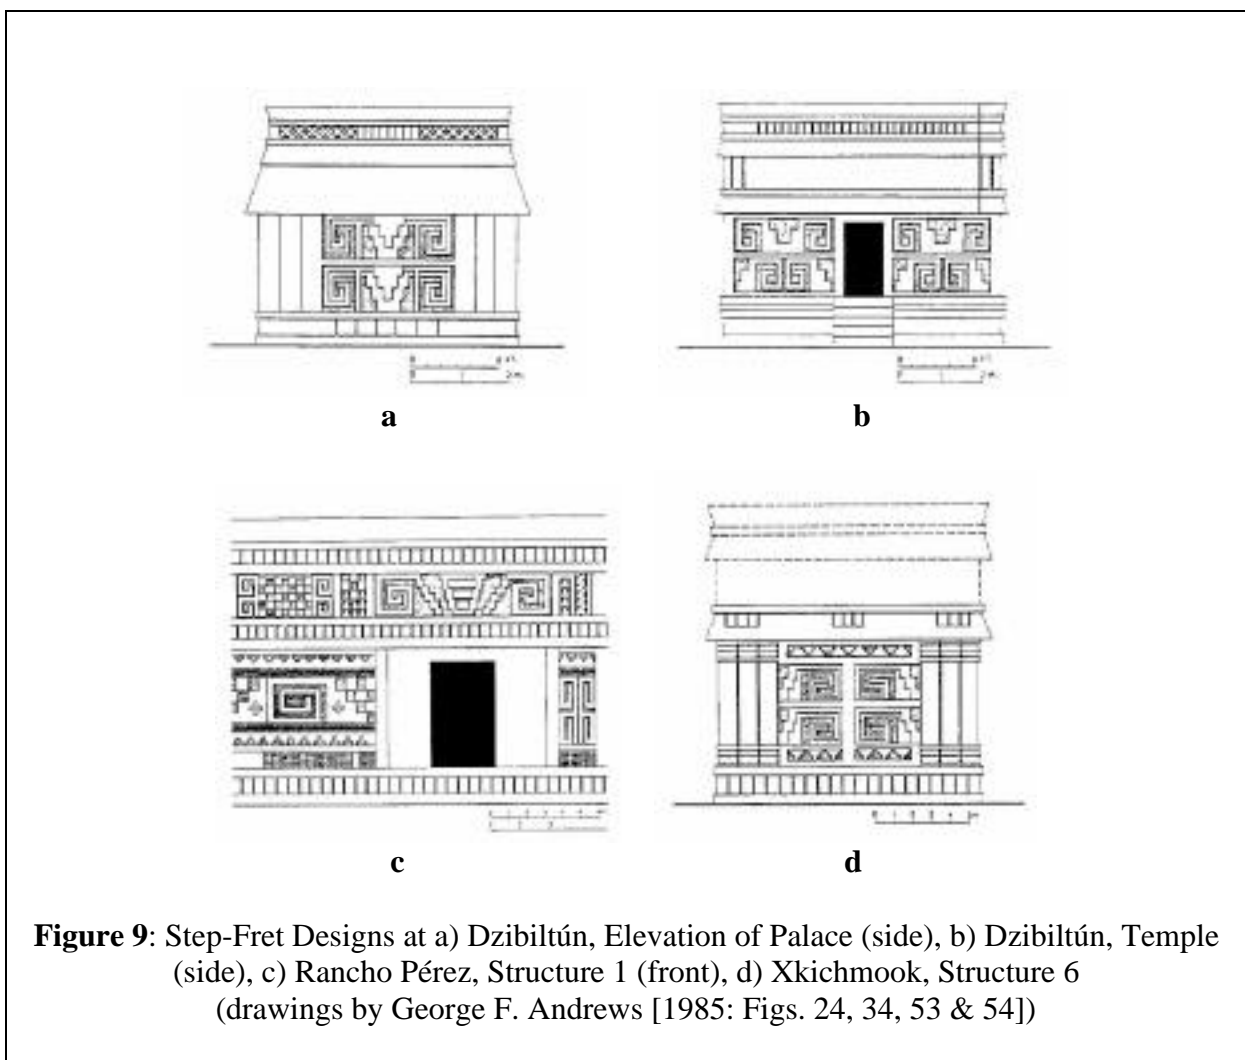 a
b
c
d
Figure 9: Step-Fret Designs at a) Dzibiltún, Elevation of Palace (side), b) Dzibiltún, Temple
(side), c) Rancho Pérez, Structure 1 (front), d) Xkichmook, Structure 6
(drawings by George F. Andrews [1985: Figs. 24, 34, 53 & 54])